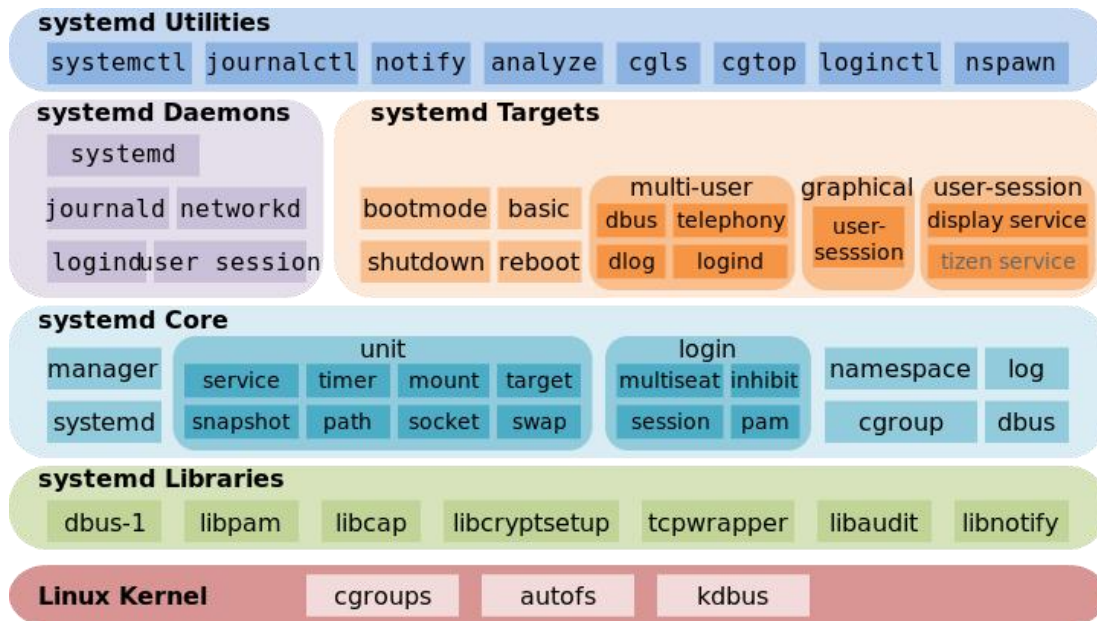 systemd Utilities
systemctl journalctl notify analyze cgls cgtop loginctl nspawn
systemd Daemons
systemd
journald networkd
logind user session
systemd Targets
bootmode basic
shutdown reboot
multi-user
dbus telephony
dlog logind
graphical
user-
sesssion
user-session
display service
tizen service
systemd Core
manager
systemd
unit
service timer mount target
snapshot path socket swap
login
multiseat inhibit
session pam
namespace log
cgroup dbus
systemd Libraries
dbus-1 libpam libcap libcryptsetup tcpwrapper libaudit libnotify
Linux Kernel cgroups autofs kdbus